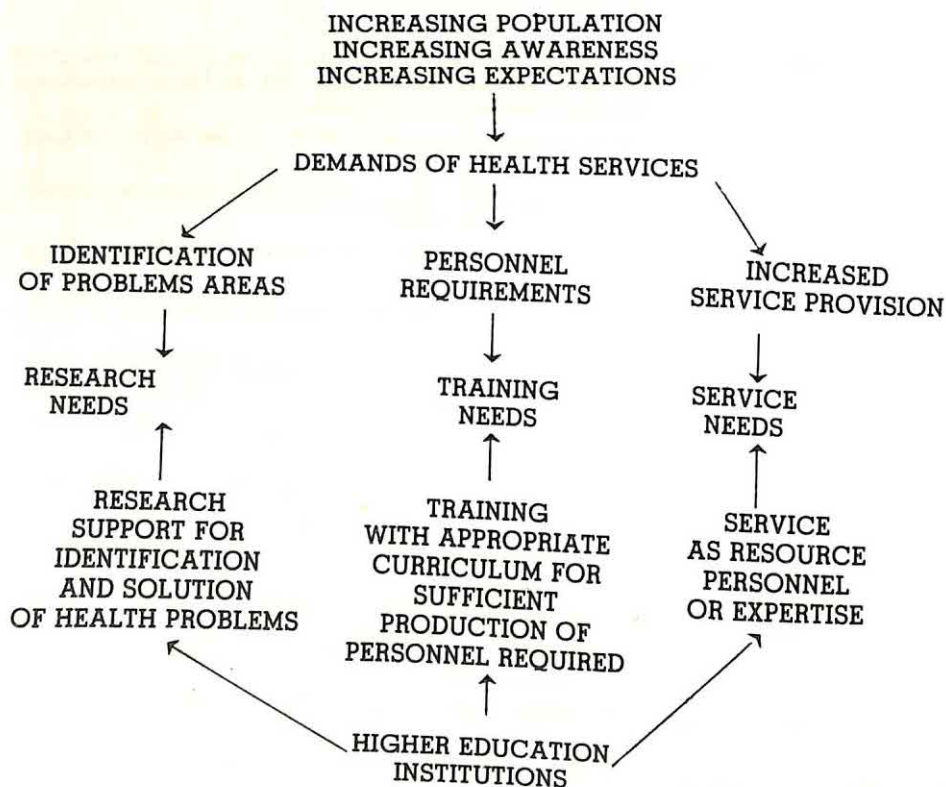 INCREASING POPULATION
INCREASING AWARENESS
INCREASING EXPECTATIONS
DEMANDS OF HEALTH SERVICES
IDENTIFICATION
OF PROBLEMS AREAS
PERSONNEL
REQUIREMENTS
INCREASED
SERVICE PROVISION
RESEARCH
NEEDS
TRAINING
NEEDS
SERVICE
NEEDS
RESEARCH
SUPPORT FOR
IDENTIFICATION
AND SOLUTION
OF HEALTH PROBLEMS
TRAINING
WITH APPROPRIATE
CURRICULUM FOR
SUFFICIENT
PRODUCTION OF
PERSONNEL REQUIRED
SERVICE
AS RESOURCE
PERSONNEL
OR EXPERTISE
HIGHER EDUCATION
INSTITUTIONS